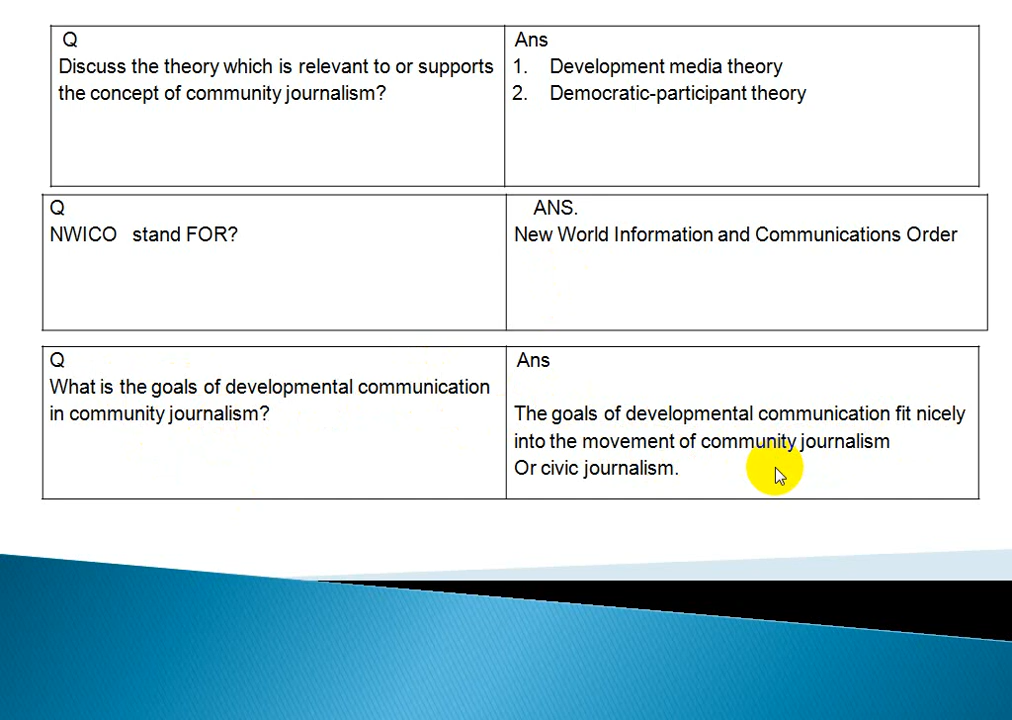 Q
Discuss the theory which is relevant to or supports
the concept of community journalism?
Ans
1. Development media theory
2. Democratic-participant theory
Q
NWICO stand FOR?
ANS.
New World Information and Communications Order
Q
What is the goals of developmental communication
in community journalism?
Ans
The goals of developmental communication fit nicely
into the movement of community journalism
Or civic journalism.